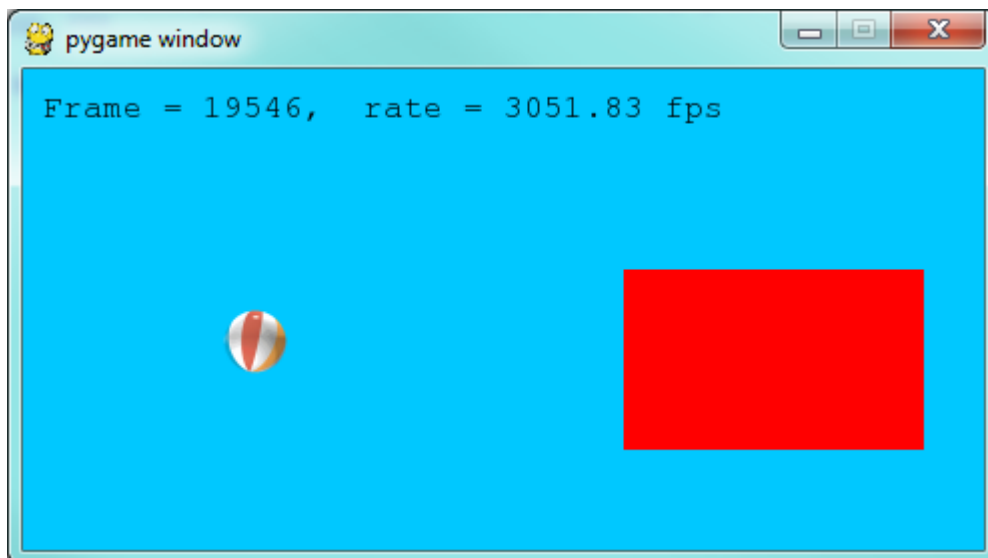 pygame window
Frame = 19546,  rate = 3051.83 fps